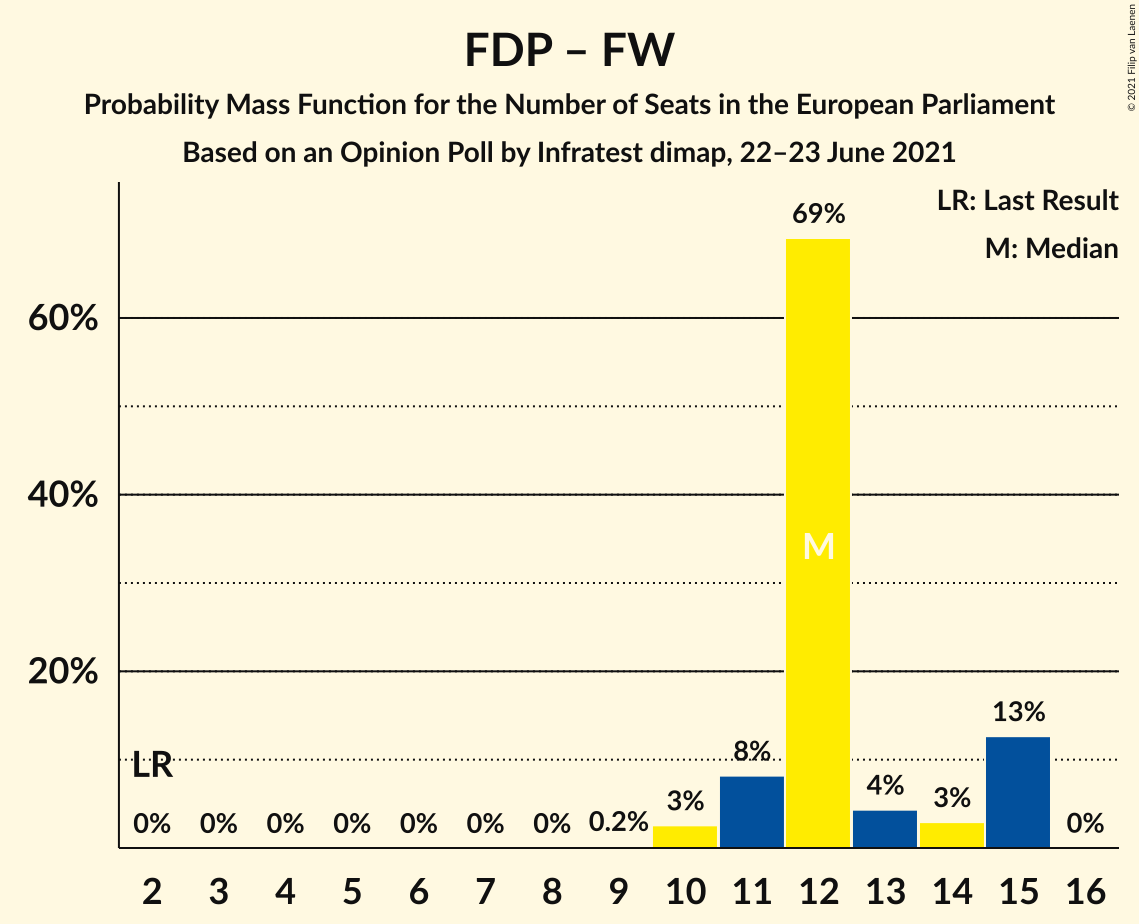 FDP – FW
Probability Mass Function for the Number of Seats in the European Parliament
Based on an Opinion Poll by Infratest dimap, 22–23 June 2021
© 2021 Filip van Laenen
LR: Last Result
M: Median
69%
60%
40%
M
20%
13%
8%
LR
4%
3%
3%
0% 0% 0% 0% 0% 0% 0% 0.2% 0%
2 3 4 5 6 7 8 9 10 11 12 13 14 15 16